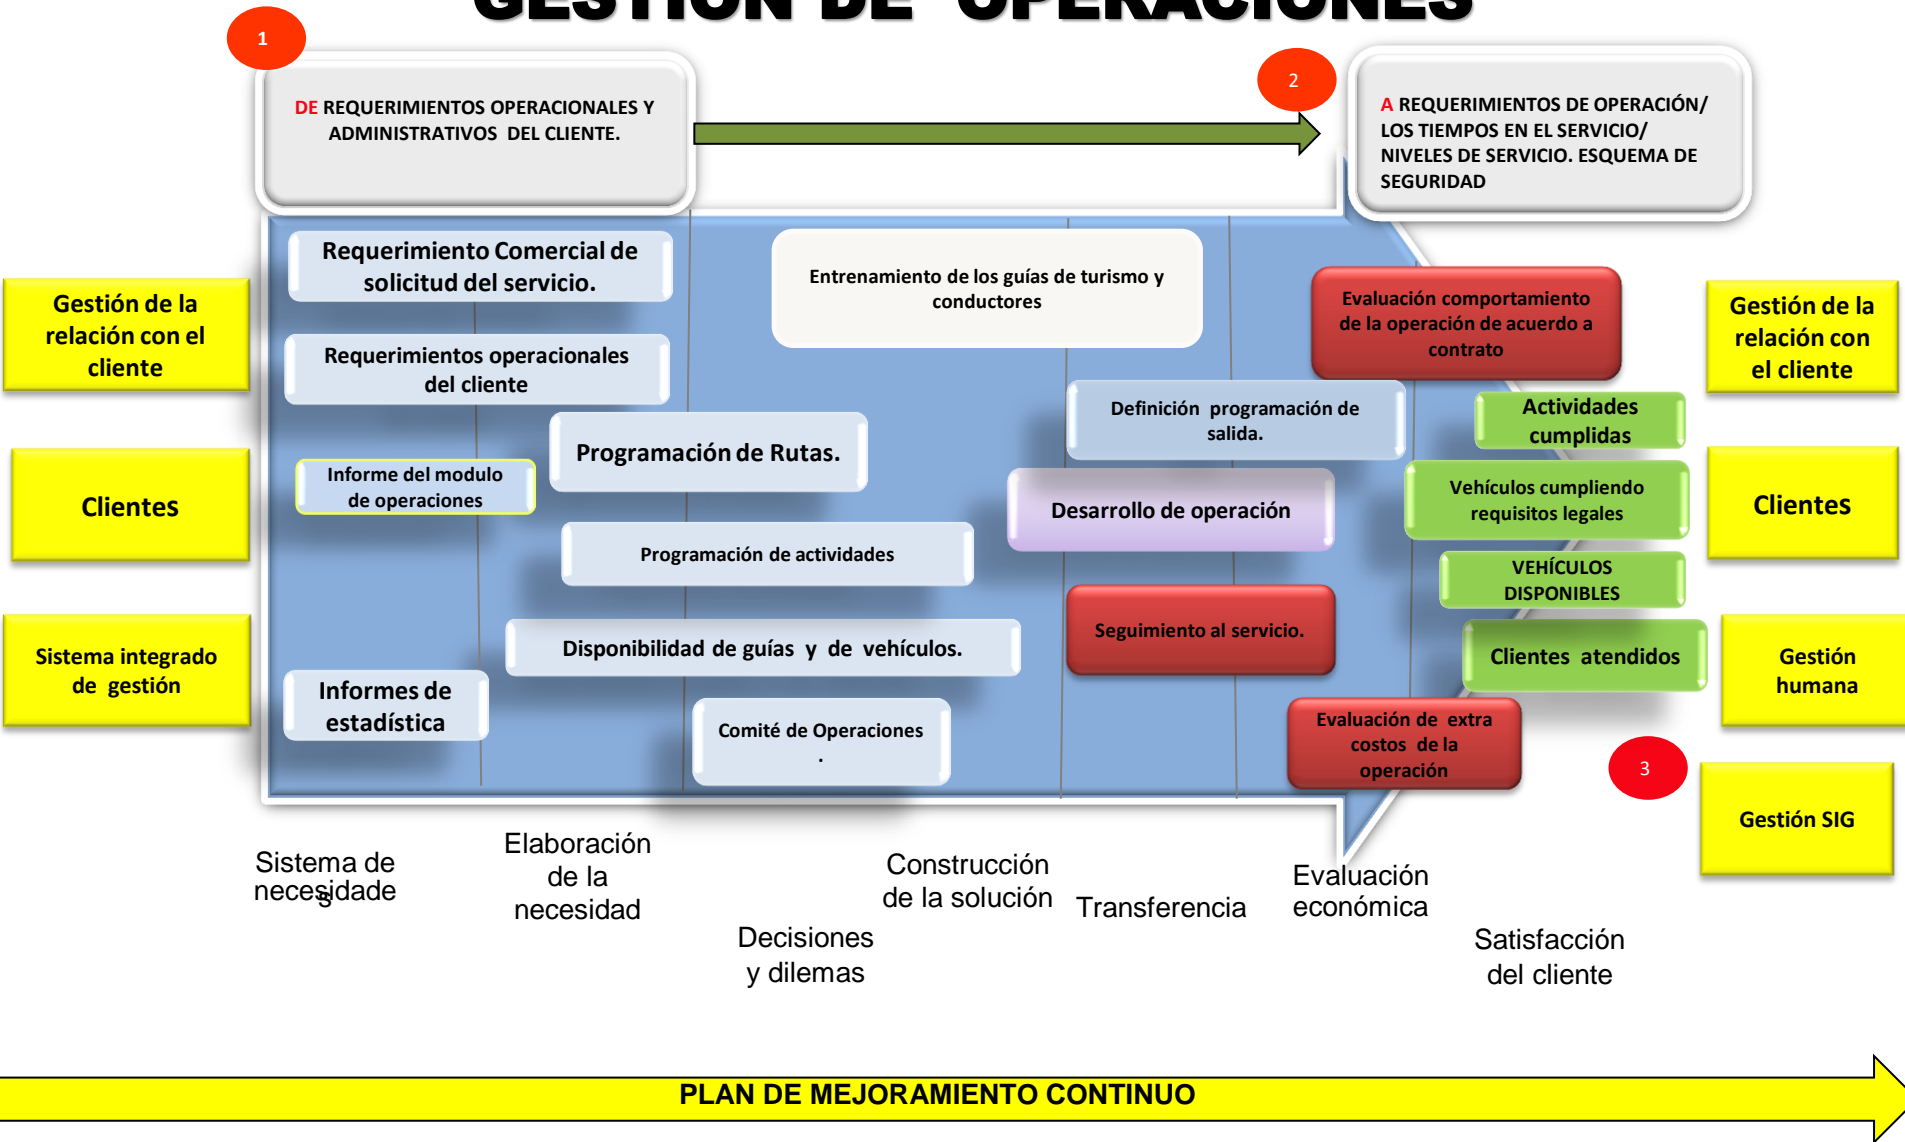 GESTIÓN DE OPERACIONES
1
DE REQUERIMIENTOS OPERACIONALES Y
ADMINISTRATIVOS DEL CLIENTE.
2
A REQUERIMIENTOS DE OPERACIÓN/
LOS TIEMPOS EN EL SERVICIO/
NIVELES DE SERVICIO. ESQUEMA DE
SEGURIDAD
Gestión de la
relación con el
cliente
Clientes
Sistema integrado
de gestión
Requerimiento Comercial de
solicitud del servicio.
Requerimientos operacionales
del cliente
Informe del modulo
de operaciones
Informes de
estadística
Programación de Rutas.
Programación de actividades
Disponibilidad de guías y de vehículos.
Comité de Operaciones
.
Entrenamiento de los guías de turismo y
conductores
Definición programación de
salida.
Desarrollo de operación
Seguimiento al servicio.
Evaluación comportamiento
de la operación de acuerdo a
contrato
Evaluación de extra
costos de la
operación
Actividades
cumplidas
Vehículos cumpliendo
requisitos legales
VEHÍCULOS
DISPONIBLES
Clientes atendidos
3
Gestión de la
relación con
el cliente
Clientes
Gestión
humana
Gestión SIG
Sistema de
necesidade
s
Elaboración
de la
necesidad
Decisiones
y dilemas
Construcción
de la solución
Transferencia
Evaluación
económica
Satisfacción
del cliente
PLAN DE MEJORAMIENTO CONTINUO